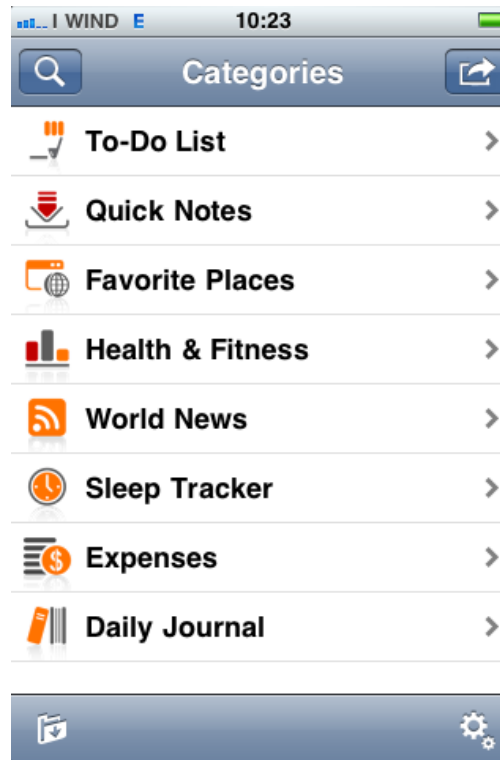 I WIND E 10:23
Categories
To-Do List
Quick Notes
Favorite Places
Health & Fitness
World News
Sleep Tracker
Expenses
Daily Journal